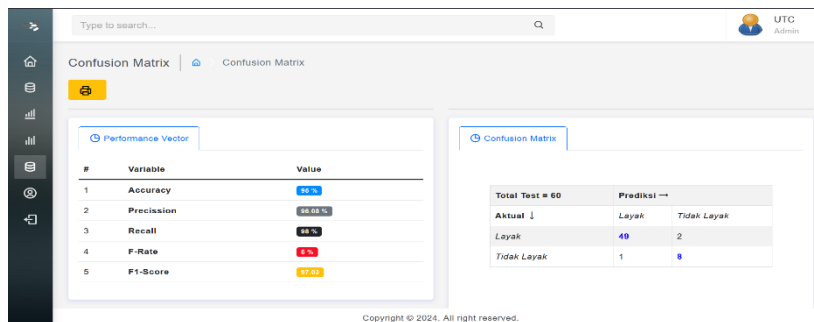 Type to search...
UTC
Admin
Confusion Matrix
Confusion Matrix
Performance Vector
# Variable Value
1 Accuracy 95 %
2 Precission 96.08 %
3 Recall 98 %
4 F-Rate 5 %
5 F1-Score 97.03
Confusion Matrix
Total Test = 60 Prediksi →
Aktual ↓ Layak Tidak Layak
Layak 49 2
Tidak Layak 1 8
Copyright © 2024. All right reserved.